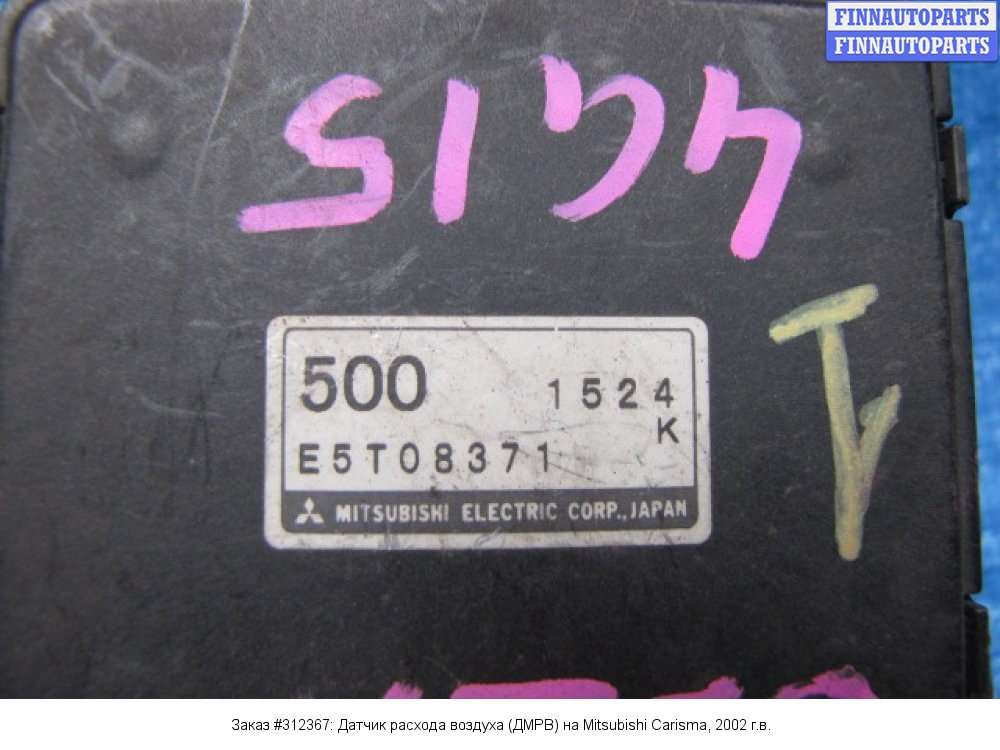 FINNAUTOPARTS
FINNAUTOPARTS
4G15
500
1524
K
E5T08371
MITSUBISHI ELECTRIC CORP., JAPAN
Заказ #312367: Датчик расхода воздуха (ДМРВ) на Mitsubishi Carisma, 2002 г.в.